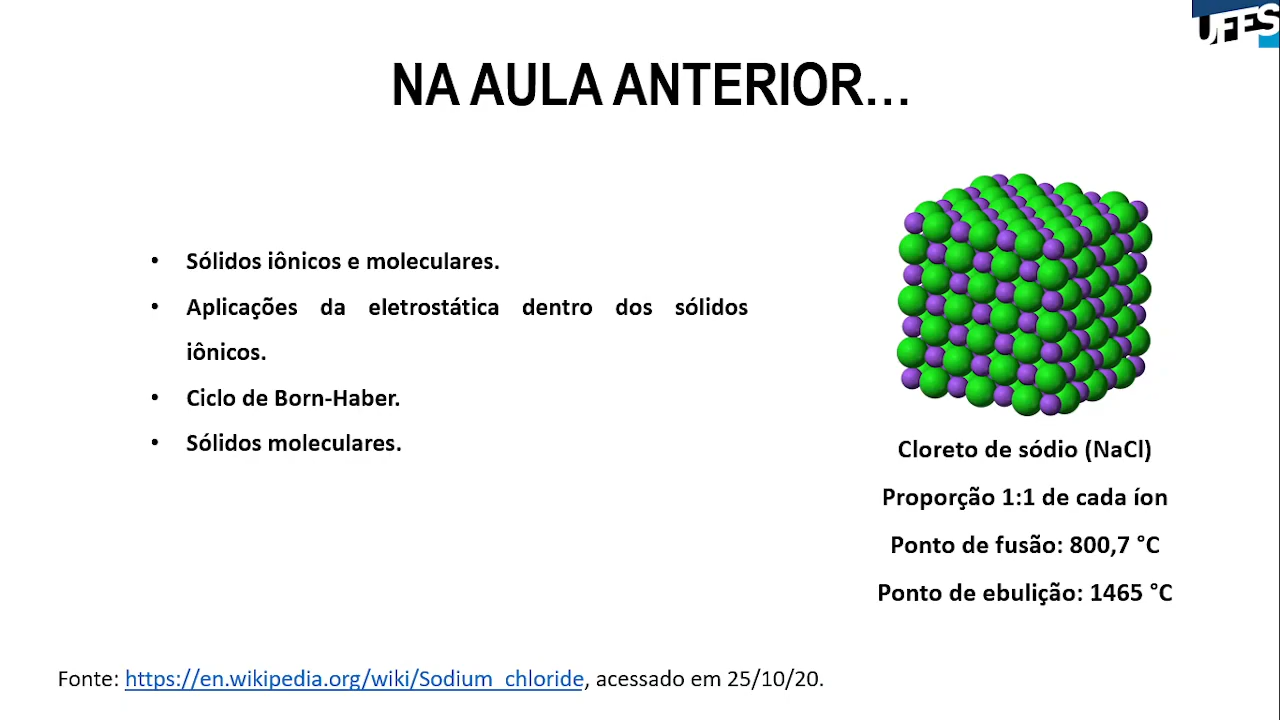 UFES
NA AULA ANTERIOR...
• Sólidos iônicos e moleculares.
• Aplicações da eletrostática dentro dos sólidos
iônicos.
• Ciclo de Born-Haber.
• Sólidos moleculares.
Cloreto de sódio (NaCl)
Proporção 1:1 de cada íon
Ponto de fusão: 800,7 °C
Ponto de ebulição: 1465 °C
Fonte: https://en.wikipedia.org/wiki/Sodium_chloride, acessado em 25/10/20.